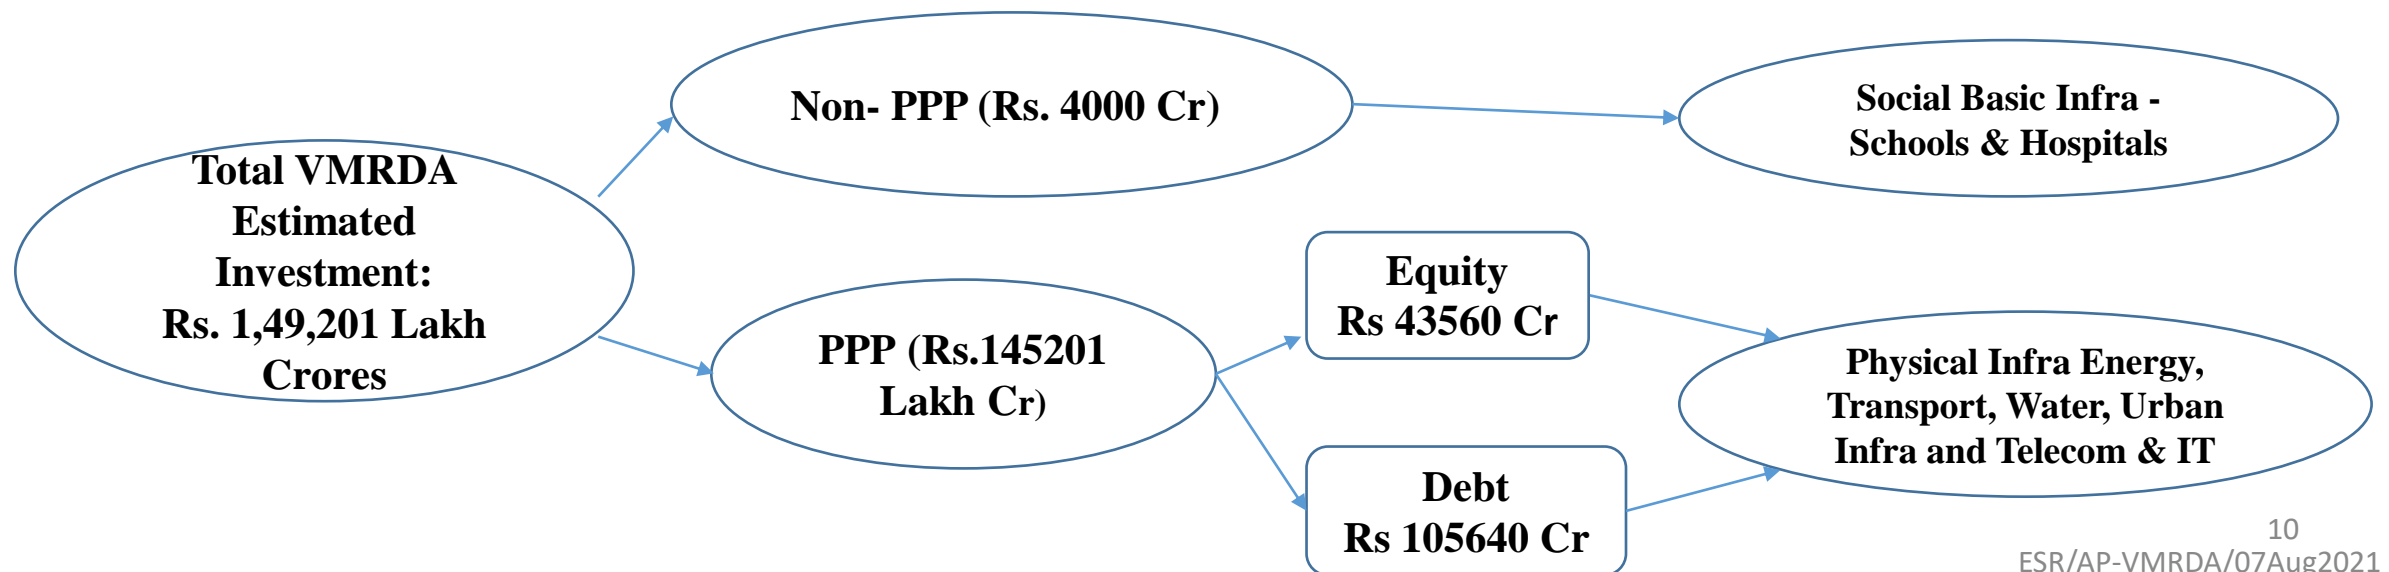 Total VMRDA
Estimated
Investment:
Rs. 1,49,201 Lakh
Crores
Non- PPP (Rs. 4000 Cr)
Social Basic Infra -
Schools & Hospitals
PPP (Rs.145201
Lakh Cr)
Equity
Rs 43560 Cr
Debt
Rs 105640 Cr
Physical Infra Energy,
Transport, Water, Urban
Infra and Telecom & IT
10
ESR/AP-VMRDA/07Aug2021